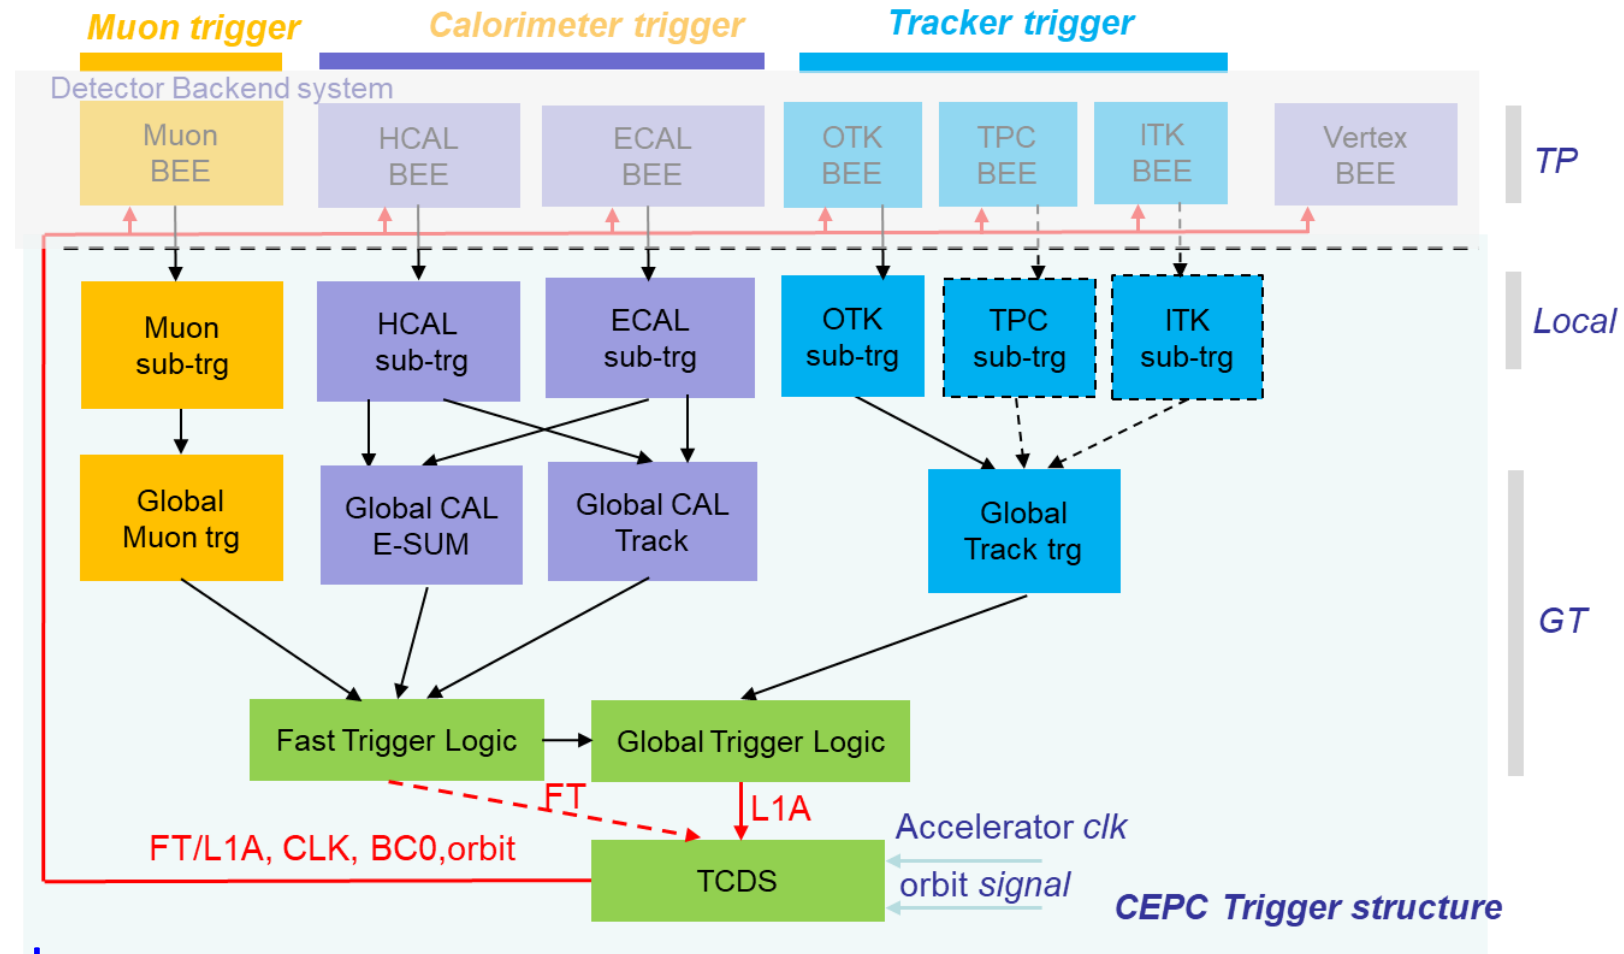 Muon trigger
Calorimeter trigger
Tracker trigger
Detector Backend system
Muon
BEE
HCAL
BEE
ECAL
BEE
OTK
BEE
TPC
BEE
ITK
BEE
Vertex
BEE
TP
Muon
sub-trg
HCAL
sub-trg
ECAL
sub-trg
OTK
sub-trg
TPC
sub-trg
ITK
sub-trg
Local
Global
Muon trg
Global CAL
E-SUM
Global CAL
Track
Global
Track trg
GT
Fast Trigger Logic
Global Trigger Logic
FT
L1A
FT/L1A, CLK, BC0,orbit
TCDS
Accelerator clk
orbit signal
CEPC Trigger structure